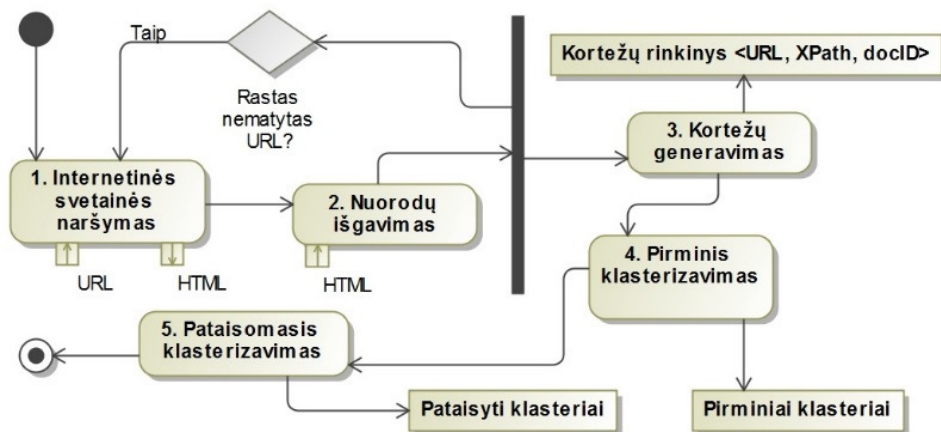 Taip
Rastas
nematytas
URL?
Kortežų rinkinys <URL, XPath, docID>
1. Internetinės
svetainės
naršymas
URL
HTML
2. Nuorodų
išgavimas
HTML
3. Kortežų
generavimas
4. Pirminis
klasterizavimas
5. Pataisomasis
klasterizavimas
Pataisyti klasteriai
Pirminiai klasteriai